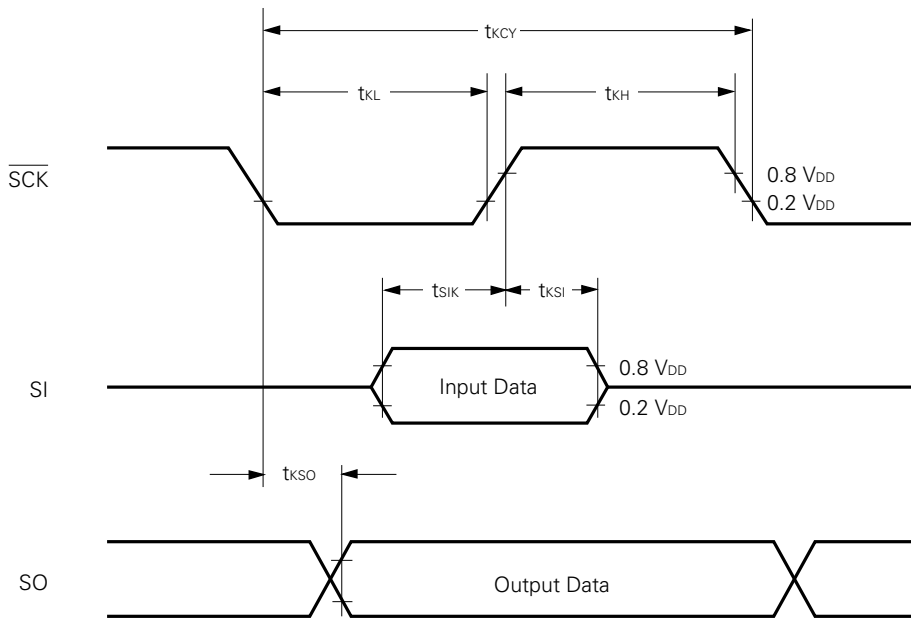 tKCY
tKL
tKH
SCK
0.8 VDD
0.2 VDD
tSIK
tKSI
SI
Input Data
0.8 VDD
0.2 VDD
tKSO
SO
Output Data